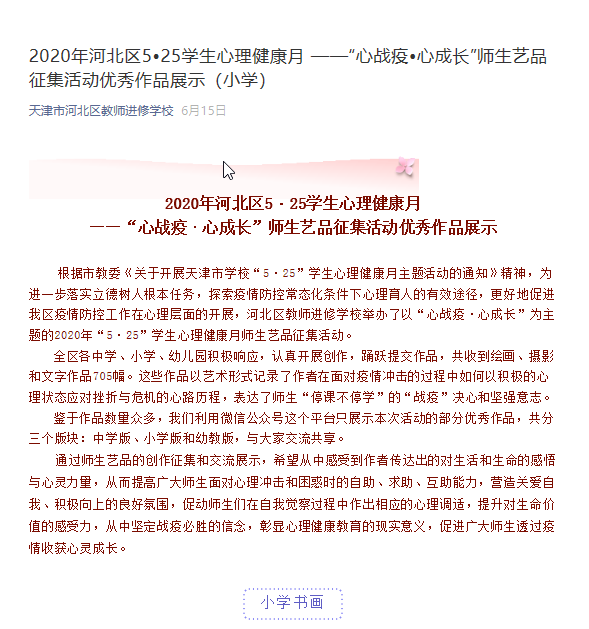 2020年河北区5•25学生心理健康月 ——“心战疫•心成长”师生艺品
征集活动优秀作品展示（小学）
天津市河北区教师进修学校 6月15日
2020年河北区5·25学生心理健康月
——“心战疫·心成长”师生艺品征集活动优秀作品展示
根据市教委《关于开展天津市学校“5·25”学生心理健康月主题活动的通知》精神，为
进一步落实立德树人根本任务，探索疫情防控常态化条件下心理育人的有效途径，更好地促进
我区疫情防控工作在心理层面的开展，河北区教师进修学校举办了以“心战疫·心成长”为主
题的2020年“5·25”学生心理健康月师生艺品征集活动。
全区各中学、小学、幼儿园积极响应，认真开展创作，踊跃提交作品，共收到绘画、摄影
和文字作品705幅。这些作品以艺术形式记录了作者在面对疫情冲击的过程中如何以积极的心
理状态应对挫折与危机的心路历程，表达了师生“停课不停学”的“战疫”决心和坚强意志。
鉴于作品数量众多，我们利用微信公众号这个平台只展示本次活动的部分优秀作品，共分
三个版块：中学版、小学版和幼教版，与大家交流共享。
通过师生艺品的创作征集和交流展示，希望从中感受到作者传达出的对生活和生命的感悟
与心灵力量，从而提高广大师生面对心理冲击和困惑时的自助、求助、互助能力，营造关爱自
我、积极向上的良好氛围，促动师生们在自我觉察过程中作出相应的心理调适，提升对生命价
值的感受力，从中坚定战疫必胜的信念，彰显心理健康教育的现实意义，促进广大师生透过疫
情收获心灵成长。
小学书画